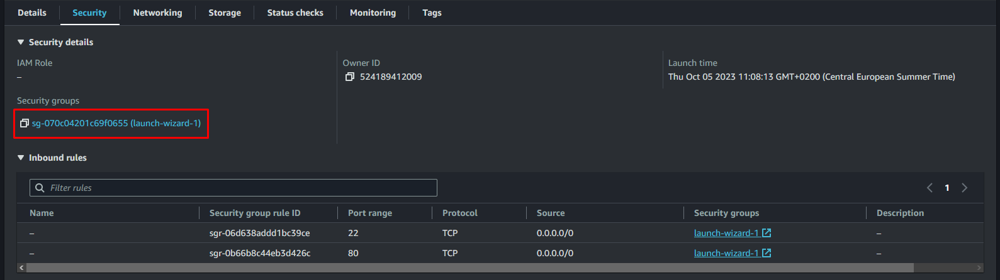 Details Security Networking Storage Status checks Monitoring Tags
Security details
IAM Role Owner ID Launch time
– 524189412009 Thu Oct 05 2023 11:08:13 GMT+0200 (Central European Summer Time)
Security groups
sg-070c04201c69f0655 (launch-wizard-1)
Inbound rules
Filter rules 1
Name Security group rule ID Port range Protocol Source Security groups Description
– sgr-06d638addd1bc39ce 22 TCP 0.0.0.0/0 launch-wizard-1 –
– sgr-0b66b8c44eb3d426c 80 TCP 0.0.0.0/0 launch-wizard-1 –